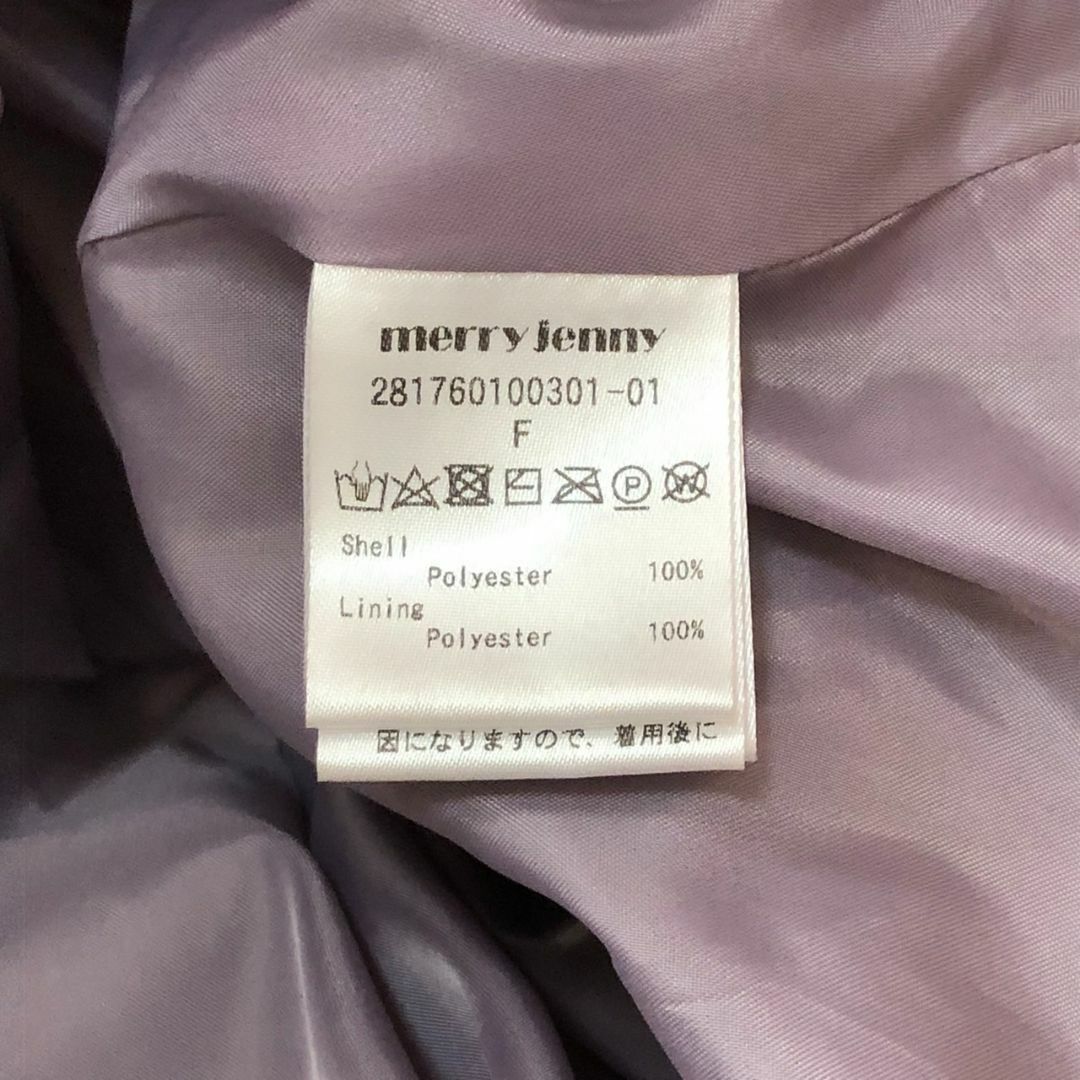 merry jenny
281760100301-01
F
P W
Shell
Polyester 100%
Lining
Polyester 100%
因になりますので、着用後に